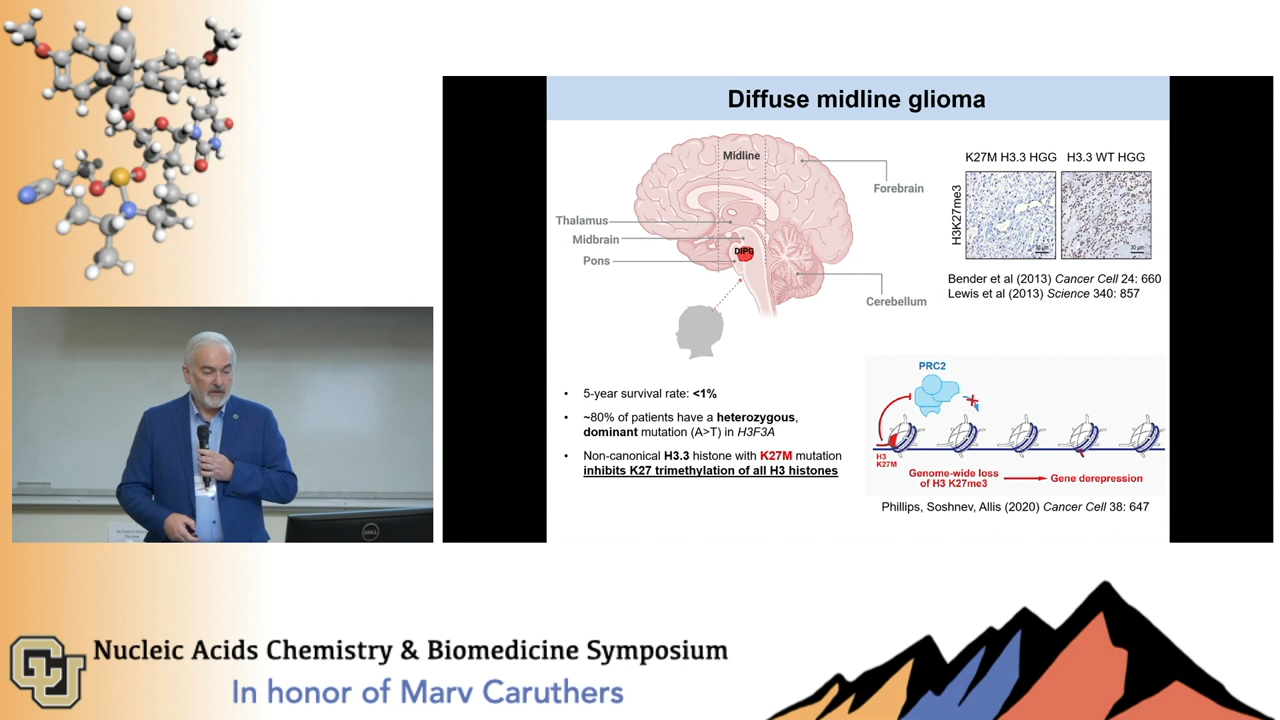 Diffuse midline glioma
Midline
Forebrain
Thalamus
Midbrain
DIPG
Pons
Cerebellum
K27M H3.3 HGG H3.3 WT HGG
H3K27me3
Bender et al (2013) Cancer Cell 24: 660
Lewis et al (2013) Science 340: 857
• 5-year survival rate: <1%
• ~80% of patients have a heterozygous,
dominant mutation (A>T) in H3F3A
• Non-canonical H3.3 histone with K27M mutation
inhibits K27 trimethylation of all H3 histones
PRC2
H3
K27M
Genome-wide loss
of H3 K27me3
Gene derepression
Phillips, Soshnev, Allis (2020) Cancer Cell 38: 647
DELL
CU
Nucleic Acids Chemistry & Biomedicine Symposium
In honor of Marv Caruthers